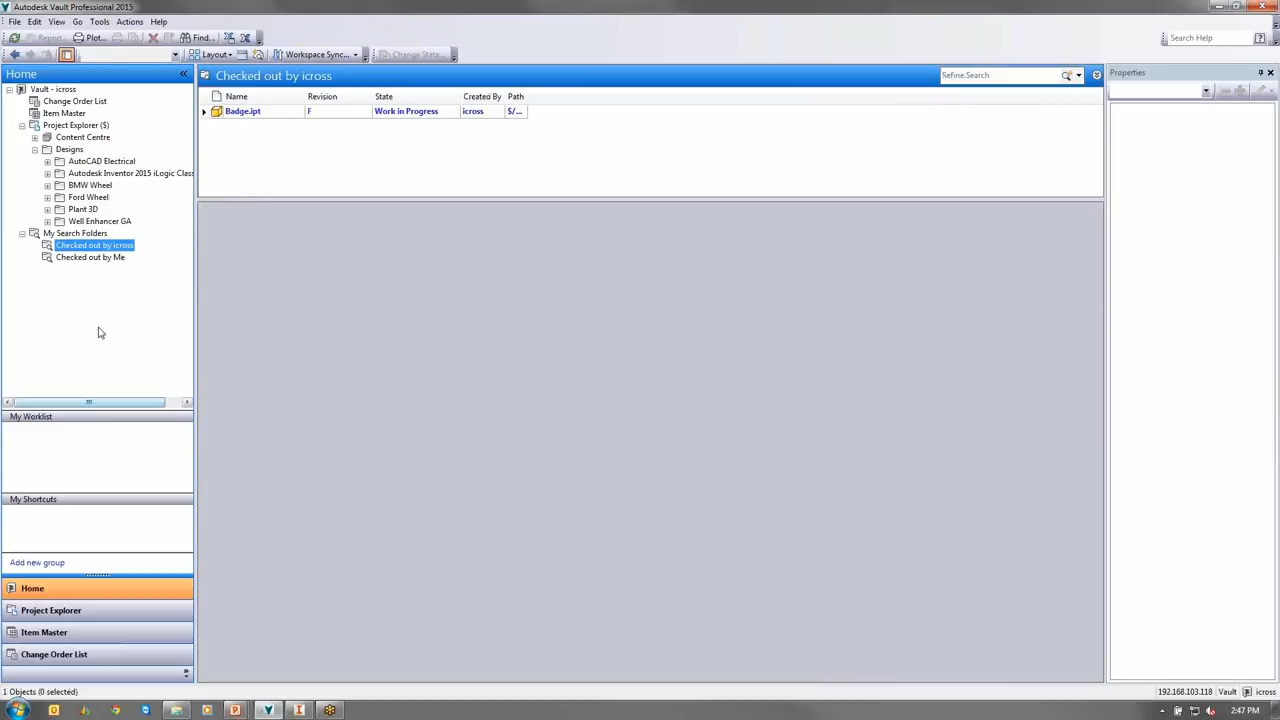 Autodesk Vault Professional 2015
File Edit View Go Tools Actions Help
Report... Plot... Find...
Search Help
Layout Workspace Sync... Change State...
Home
Checked out by icross
Refine:Search
Properties
Vault - icross
Change Order List
Item Master
Project Explorer ($)
Content Centre
Designs
AutoCAD Electrical
Autodesk Inventor 2015 iLogic Class
BMW Wheel
Ford Wheel
Plant 3D
Well Enhancer GA
My Search Folders
Checked out by icross
Checked out by Me
Name Revision State Created By Path
Badge.ipt F Work in Progress icross $/...
My Worklist
My Shortcuts
Add new group
Home
Project Explorer
Item Master
Change Order List
1 Objects (0 selected)
192.168.103.118 Vault icross
2:47 PM